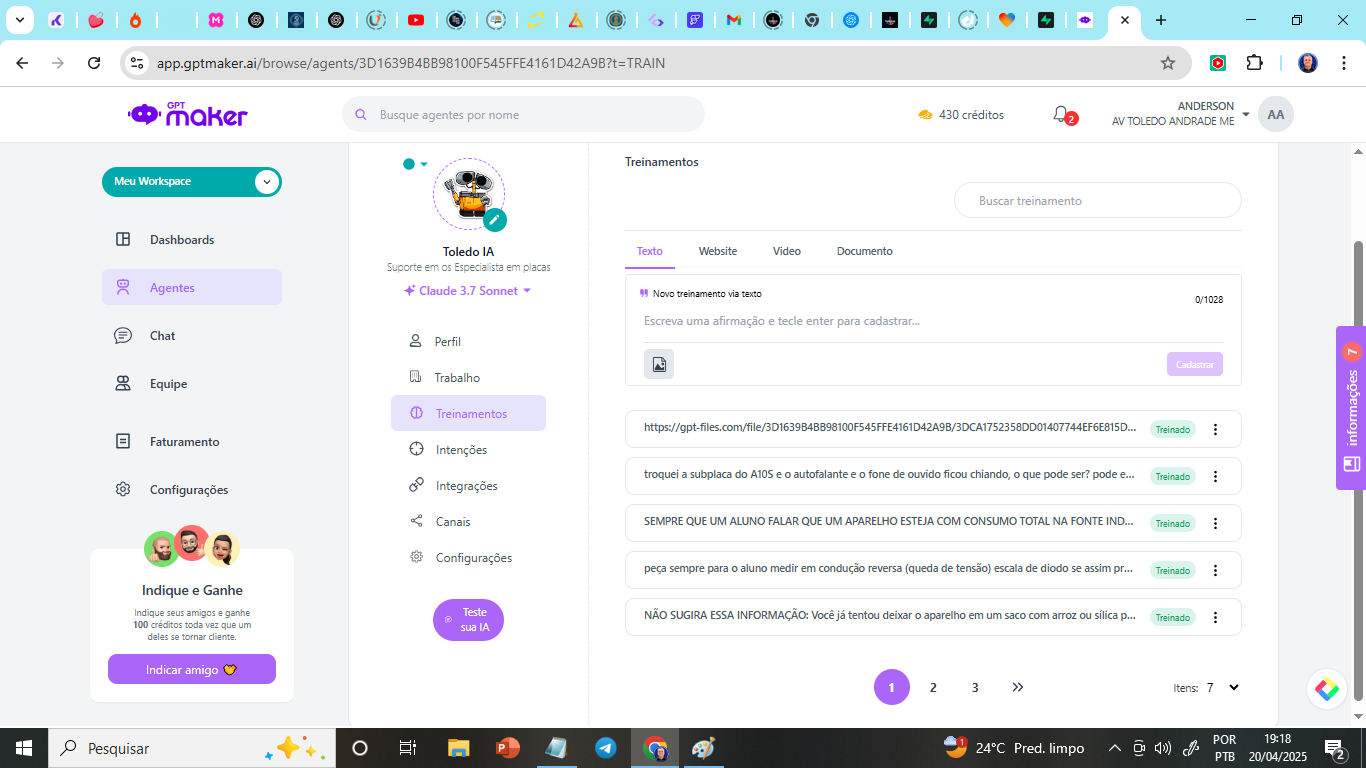 app.gptmaker.ai/browse/agents/3D1639B4BB98100F545FFE4161D42A9B?t=TRAIN
GPT
maker
Busque agentes por nome
430 créditos
2
ANDERSON
AV TOLEDO ANDRADE ME
AA
Meu Workspace
Dashboards
Agentes
Chat
Equipe
Faturamento
Configurações
Indique e Ganhe
Indique seus amigos e ganhe
100 créditos toda vez que um
deles se tornar cliente.
Indicar amigo
Toledo IA
Suporte em os Especialista em placas
Claude 3.7 Sonnet
Perfil
Trabalho
Treinamentos
Intenções
Integrações
Canais
Configurações
Teste
sua IA
Treinamentos
Buscar treinamento
Texto Website Video Documento
Novo treinamento via texto
0/1028
Escreva uma afirmação e tecle enter para cadastrar...
Cadastrar
https://gpt-files.com/file/3D1639B4BB98100F545FFE4161D42A9B/3DCA1752358DD01407744EF6E815D... Treinado
troquei a subplaca do A10S e o autofalante e o fone de ouvido ficou chiando, o que pode ser? pode e... Treinado
SEMPRE QUE UM ALUNO FALAR QUE UM APARELHO ESTEJA COM CONSUMO TOTAL NA FONTE IND... Treinado
peça sempre para o aluno medir em condução reversa (queda de tensão) escala de diodo se assim pr... Treinado
NÃO SUGIRA ESSA INFORMAÇÃO: Você já tentou deixar o aparelho em um saco com arroz ou sílica p... Treinado
1 2 3 >>
Itens: 7
informações 7
Pesquisar
1
24°C Pred. limpo
POR
PTB
19:18
20/04/2025
2